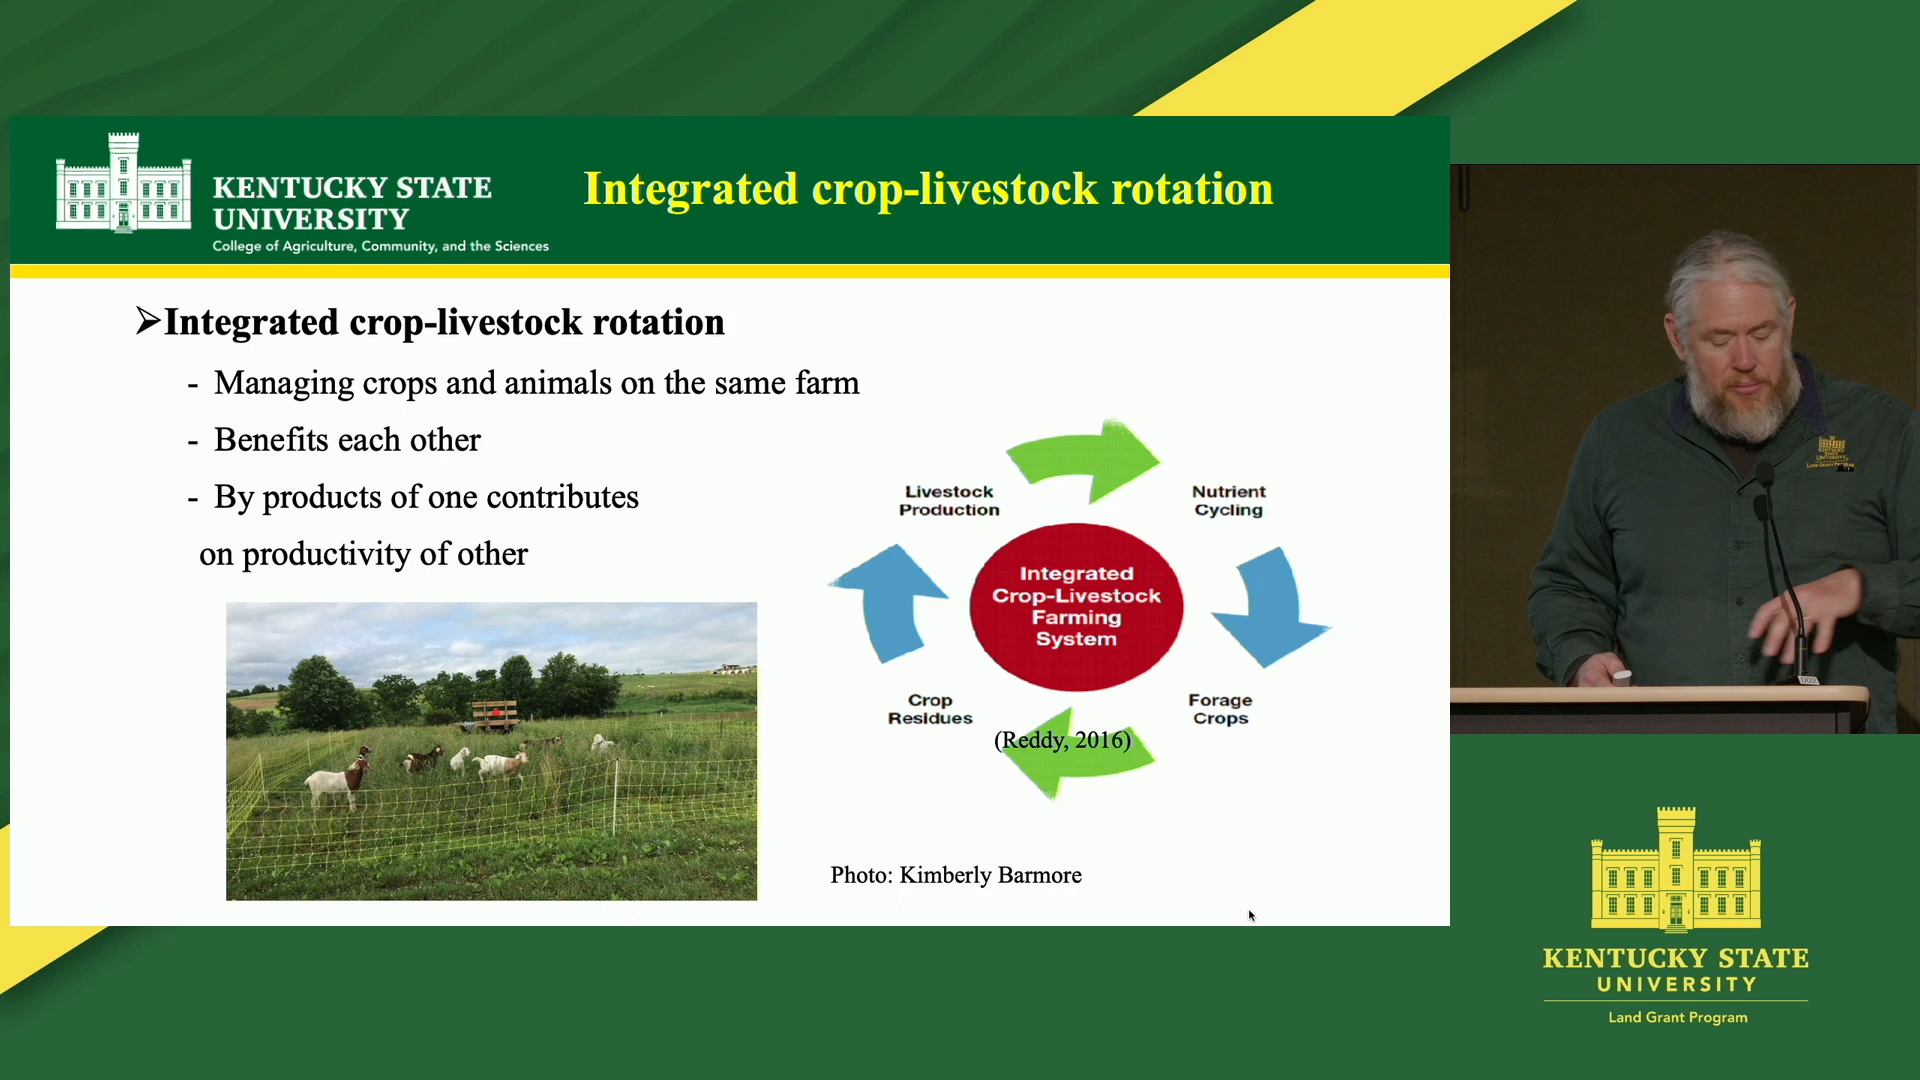 KENTUCKY STATE
UNIVERSITY
College of Agriculture, Community, and the Sciences
Integrated crop-livestock rotation
➢Integrated crop-livestock rotation
- Managing crops and animals on the same farm
- Benefits each other
- By products of one contributes
on productivity of other
Livestock
Production
Nutrient
Cycling
Integrated
Crop-Livestock
Farming
System
Crop
Residues
Forage
Crops
(Reddy, 2016)
Photo: Kimberly Barmore
002
KENTUCKY STATE
UNIVERSITY
Land Grant Program